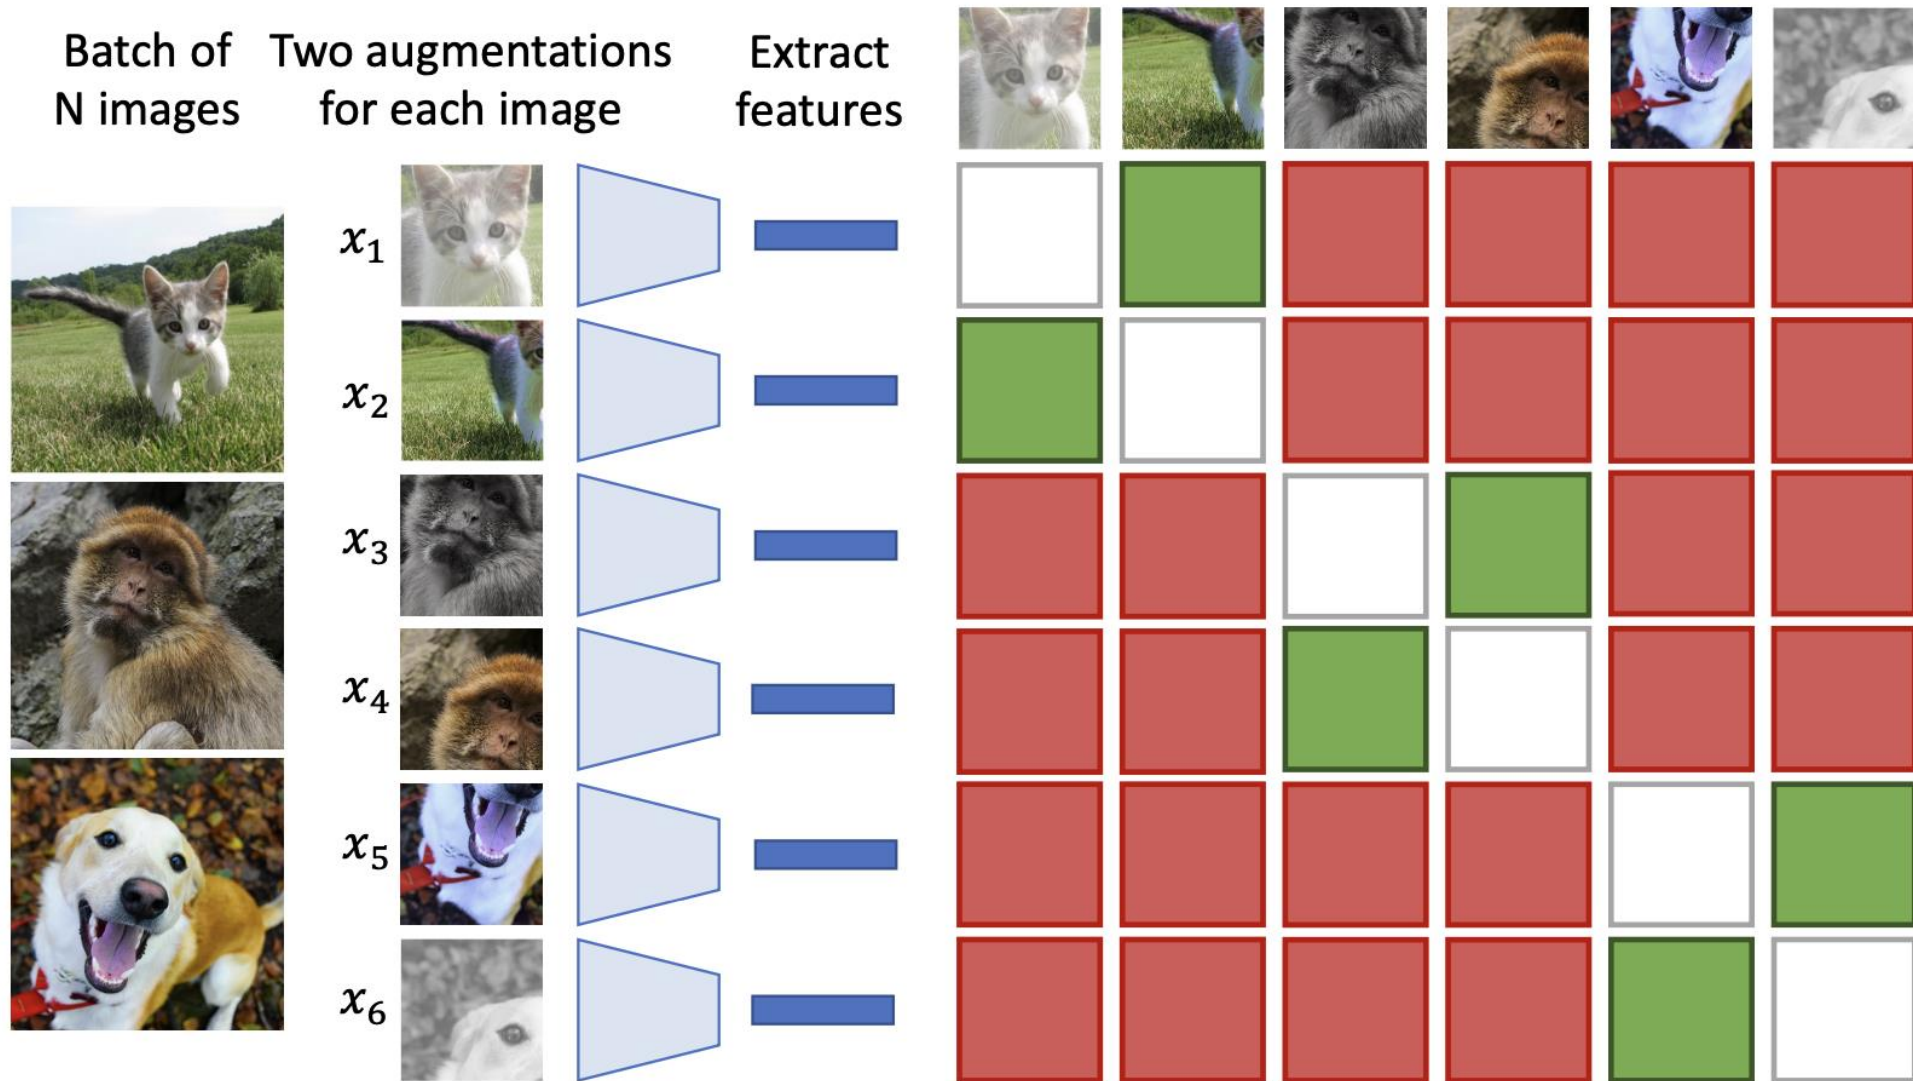 Batch of
N images
Two augmentations
for each image
Extract
features
x₁
x₂
x₃
x₄
x₅
x₆